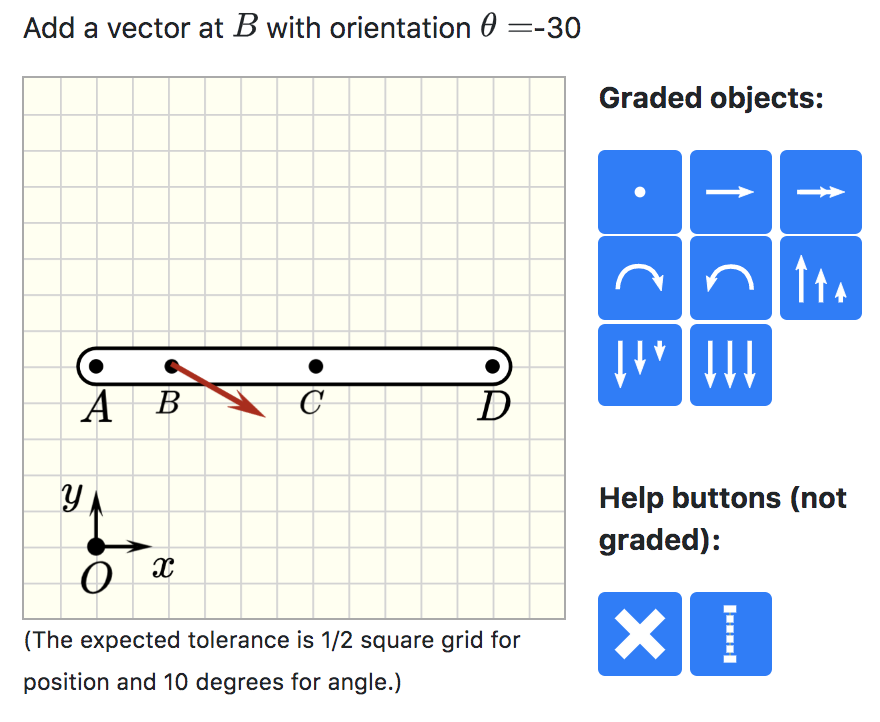 Add a vector at B with orientation θ =-30
Graded objects:
A
B
C
D
y
O
x
Help buttons (not
graded):
(The expected tolerance is 1/2 square grid for
position and 10 degrees for angle.)